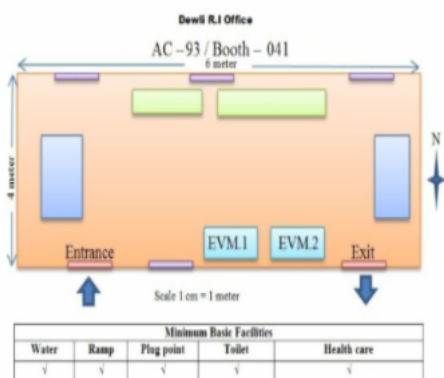 Dewli R.I Office
AC – 93 / Booth – 041
6 meter
4 meter
N
EVM.1 EVM.2
Entrance Exit
Scale 1 cm = 1 meter
Minimum Basic Facilities
Water Ramp Plug point Toilet Health care
√ √ √ √ √